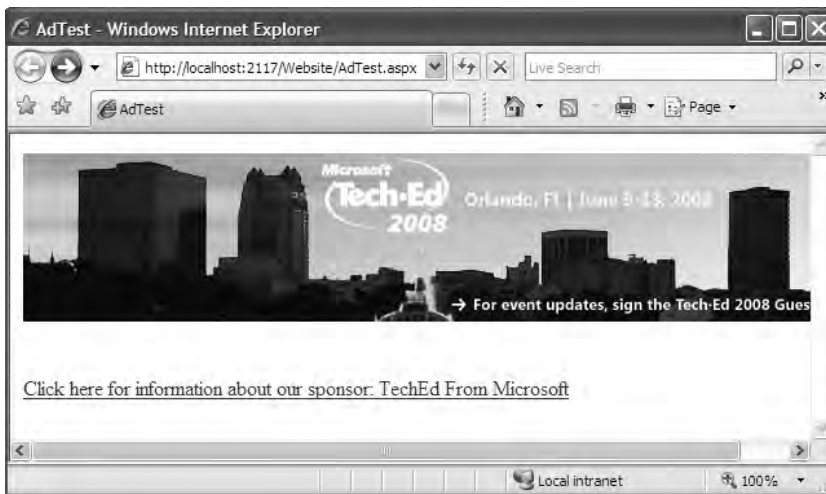 AdTest - Windows Internet Explorer
http://localhost:2117/Website/AdTest.aspx
Live Search
AdTest
Page
»
Microsoft
Tech·Ed
2008
Orlando, FL | June 3-13, 2008
→ For event updates, sign the Tech·Ed 2008 Gues
Click here for information about our sponsor: TechEd From Microsoft
Local intranet
100%